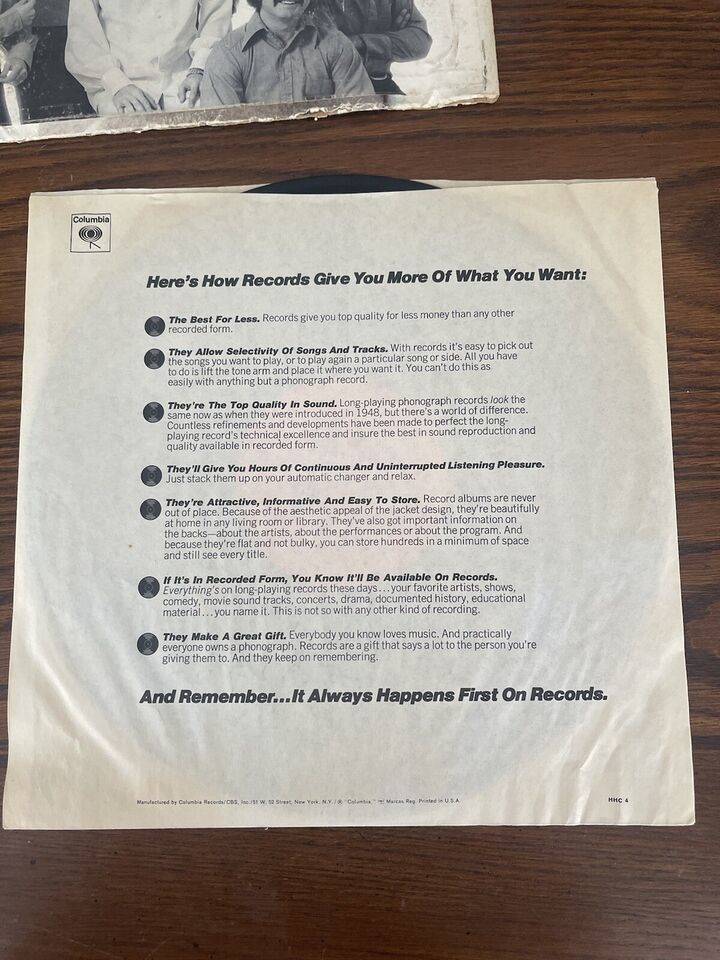 Columbia
Here's How Records Give You More Of What You Want:
The Best For Less. Records give you top quality for less money than any other
recorded form.
They Allow Selectivity Of Songs And Tracks. With records it's easy to pick out
the songs you want to play, or to play again a particular song or side. All you have
to do is lift the tone arm and place it where you want it. You can't do this as
easily with anything but a phonograph record.
They're The Top Quality In Sound. Long-playing phonograph records look the
same now as when they were introduced in 1948, but there's a world of difference.
Countless refinements and developments have been made to perfect the long-
playing record's technical excellence and insure the best in sound reproduction and
quality available in recorded form.
They'll Give You Hours Of Continuous And Uninterrupted Listening Pleasure.
Just stack them up on your automatic changer and relax.
They're Attractive, Informative And Easy To Store. Record albums are never
out of place. Because of the aesthetic appeal of the jacket design, they're beautifully
at home in any living room or library. They've also got important information on
the backs—about the artists, about the performances or about the program. And
because they're flat and not bulky, you can store hundreds in a minimum of space
and still see every title.
If It's In Recorded Form, You Know It'll Be Available On Records.
Everything's on long-playing records these days...your favorite artists, shows,
comedy, movie sound tracks, concerts, drama, documented history, educational
material...you name it. This is not so with any other kind of recording.
They Make A Great Gift. Everybody you know loves music. And practically
everyone owns a phonograph. Records are a gift that says a lot to the person you're
giving them to. And they keep on remembering.
And Remember...It Always Happens First On Records.
Manufactured by Columbia Records/CBS, Inc./51 W. 52 Street, New York, N.Y./® "Columbia," Marcas Reg. Printed in U.S.A.
HHC 4